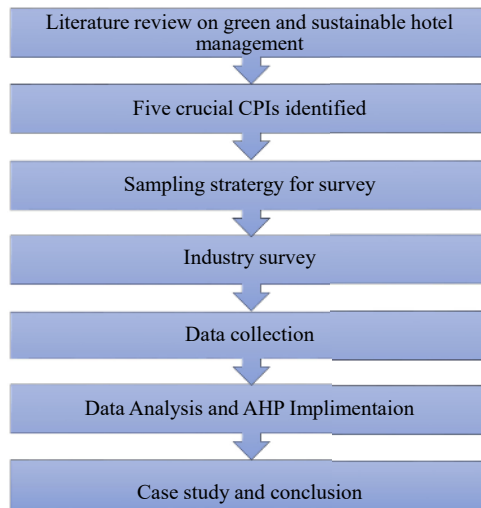 Literature review on green and sustainable hotel
management
Five crucial CPIs identified
Sampling stratergy for survey
Industry survey
Data collection
Data Analysis and AHP Implimentaion
Case study and conclusion